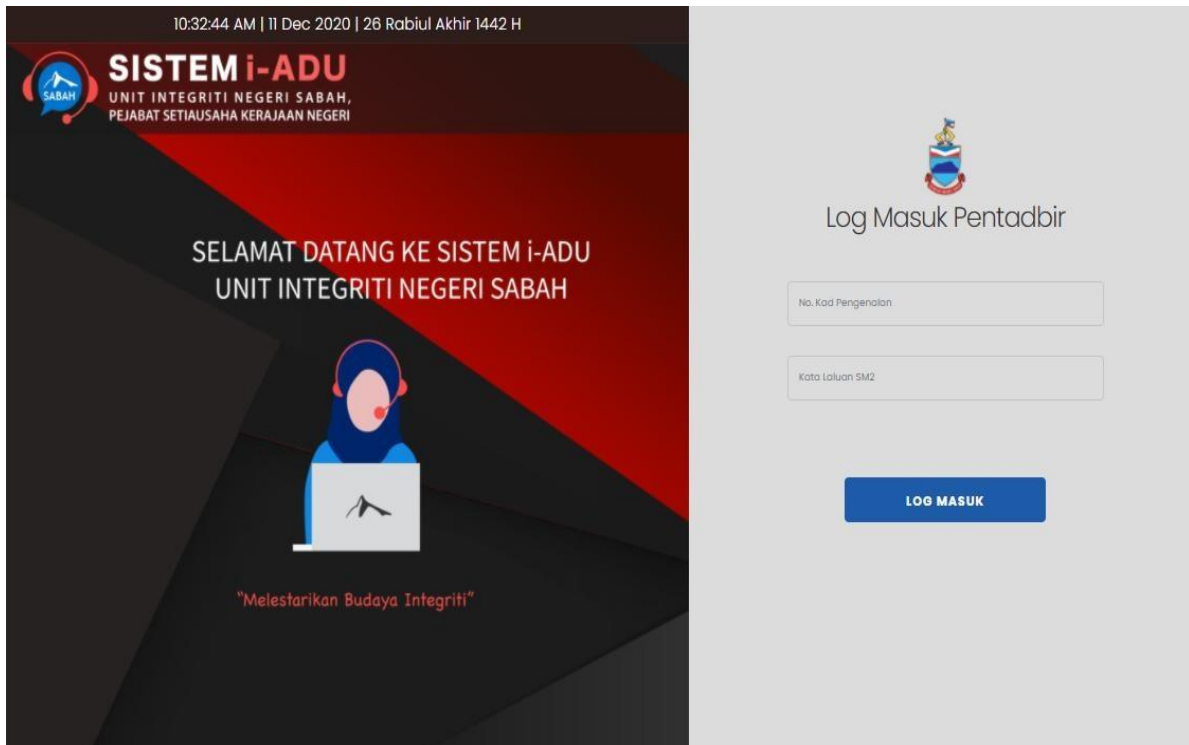 10:32:44 AM | 11 Dec 2020 | 26 Rabiul Akhir 1442 H
SISTEM i-ADU
UNIT INTEGRITI NEGERI SABAH,
PEJABAT SETIAUSAHA KERAJAAN NEGERI
SABAH
SELAMAT DATANG KE SISTEM i-ADU
UNIT INTEGRITI NEGERI SABAH
"Melestarikan Budaya Integriti"
Log Masuk Pentadbir
No. Kad Pengenalan
Kata Laluan SM2
LOG MASUK